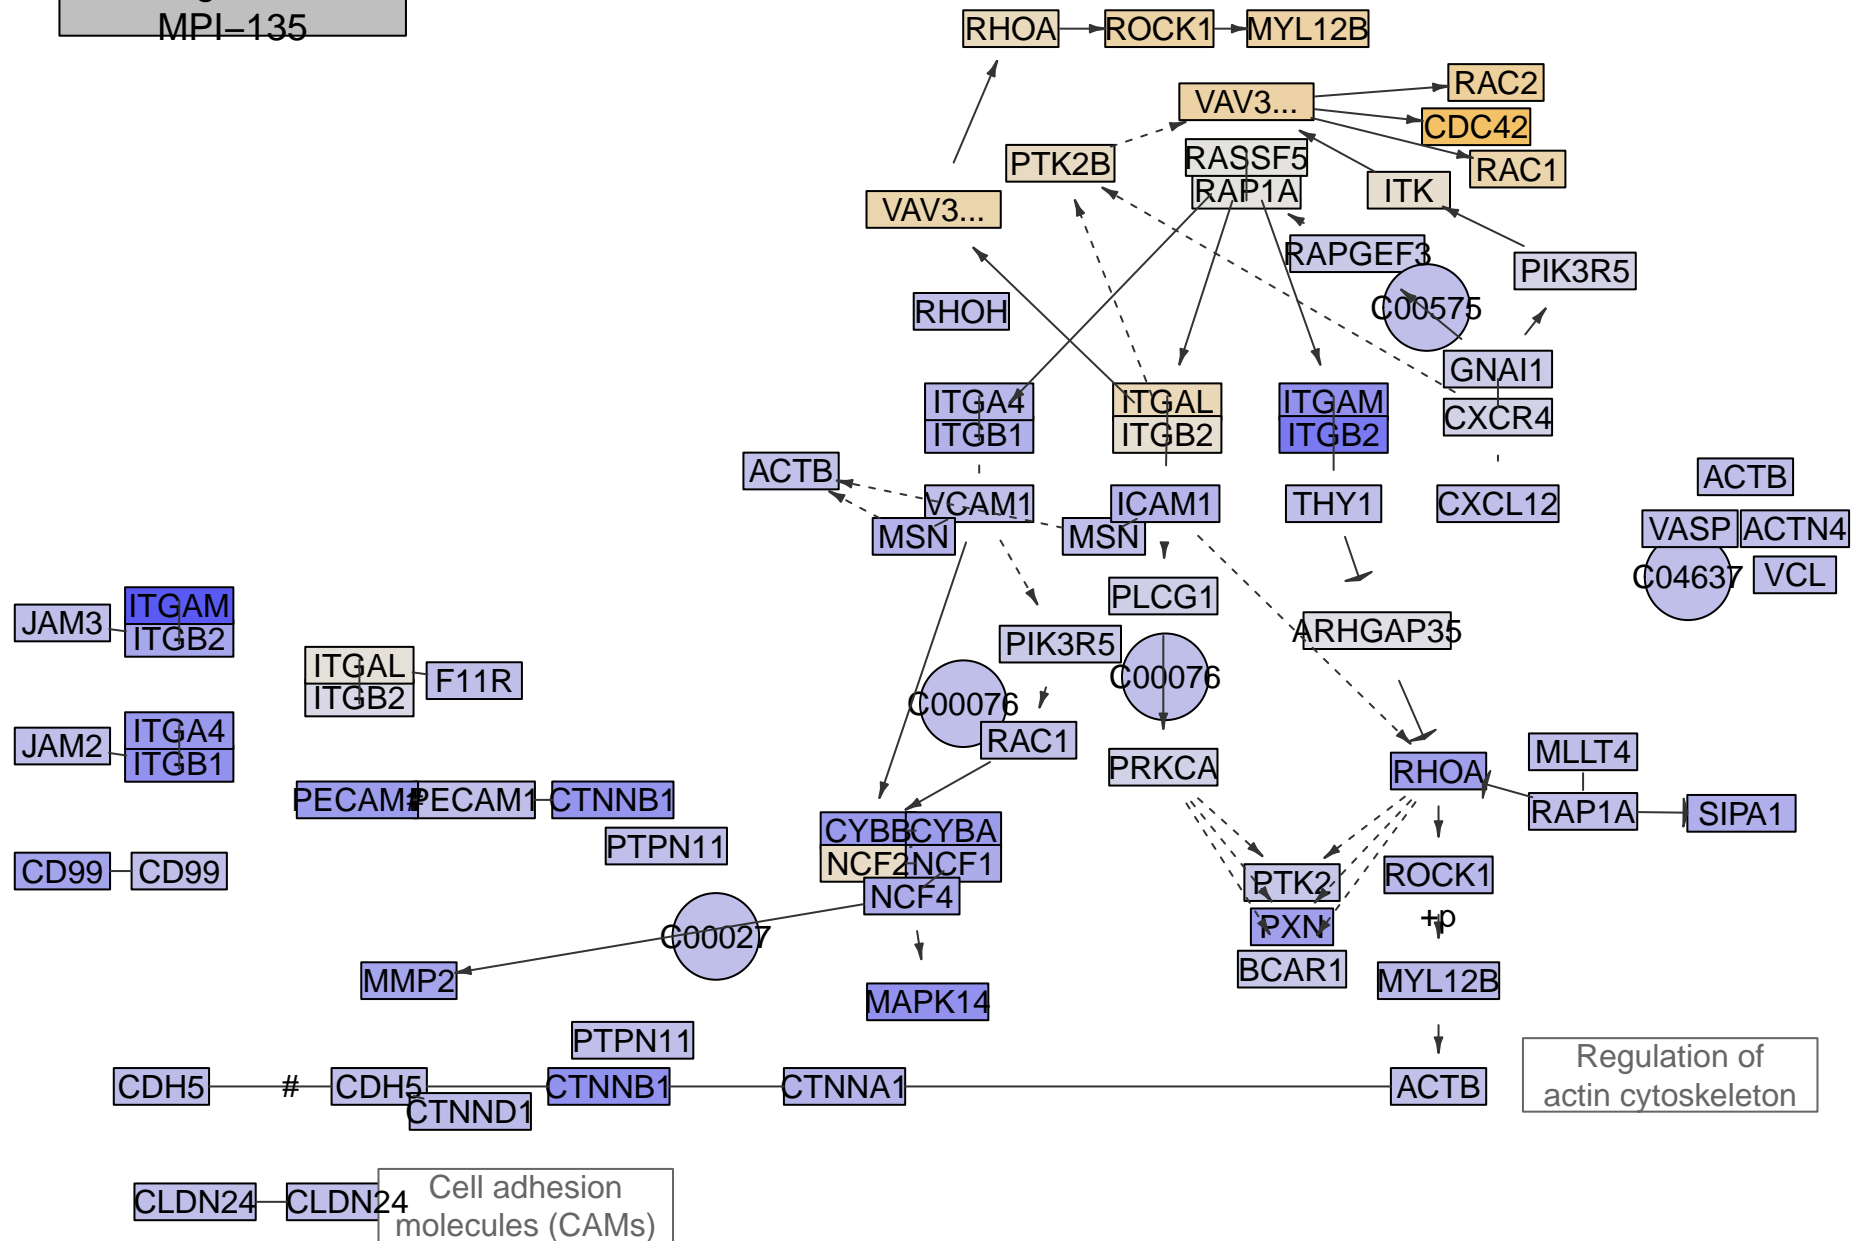 MPI−135
RHOA
ROCK1
MYL12B
RAC2
VAV3...
CDC42
RASSF5
PTK2B
RAC1
RAP1A
ITK
VAV3...
RAPGEF3
PIK3R5
C00575
RHOH
GNAI1
ITGA4
ITGAL
ITGAM
CXCR4
ITGB1
ITGB2
ITGB2
ACTB
ACTB
VCAM1
ICAM1
THY1
CXCL12
MSN
MSN
VASP
ACTN4
C04637
VCL
PLCG1
ITGAM
JAM3
ITGB2
ARHGAP35
PIK3R5
ITGAL
F11R
ITGB2
C00076
C00076
ITGA4
JAM2
ITGB1
RAC1
PRKCA
MLLT4
RHOA
PECAM1
#
PECAM1
CTNNB1
RAP1A
SIPA1
CYBB
CYBA
PTPN11
NCF2
NCF1
CD99
CD99
NCF4
PTK2
ROCK1
+p
C00027
PXN
BCAR1
MMP2
MYL12B
MAPK14
PTPN11
Regulation of
actin cytoskeleton
CDH5
#
CDH5
CTNNB1
CTNNA1
ACTB
CTNND1
CLDN24
CLDN24
Cell adhesion
molecules (CAMs)